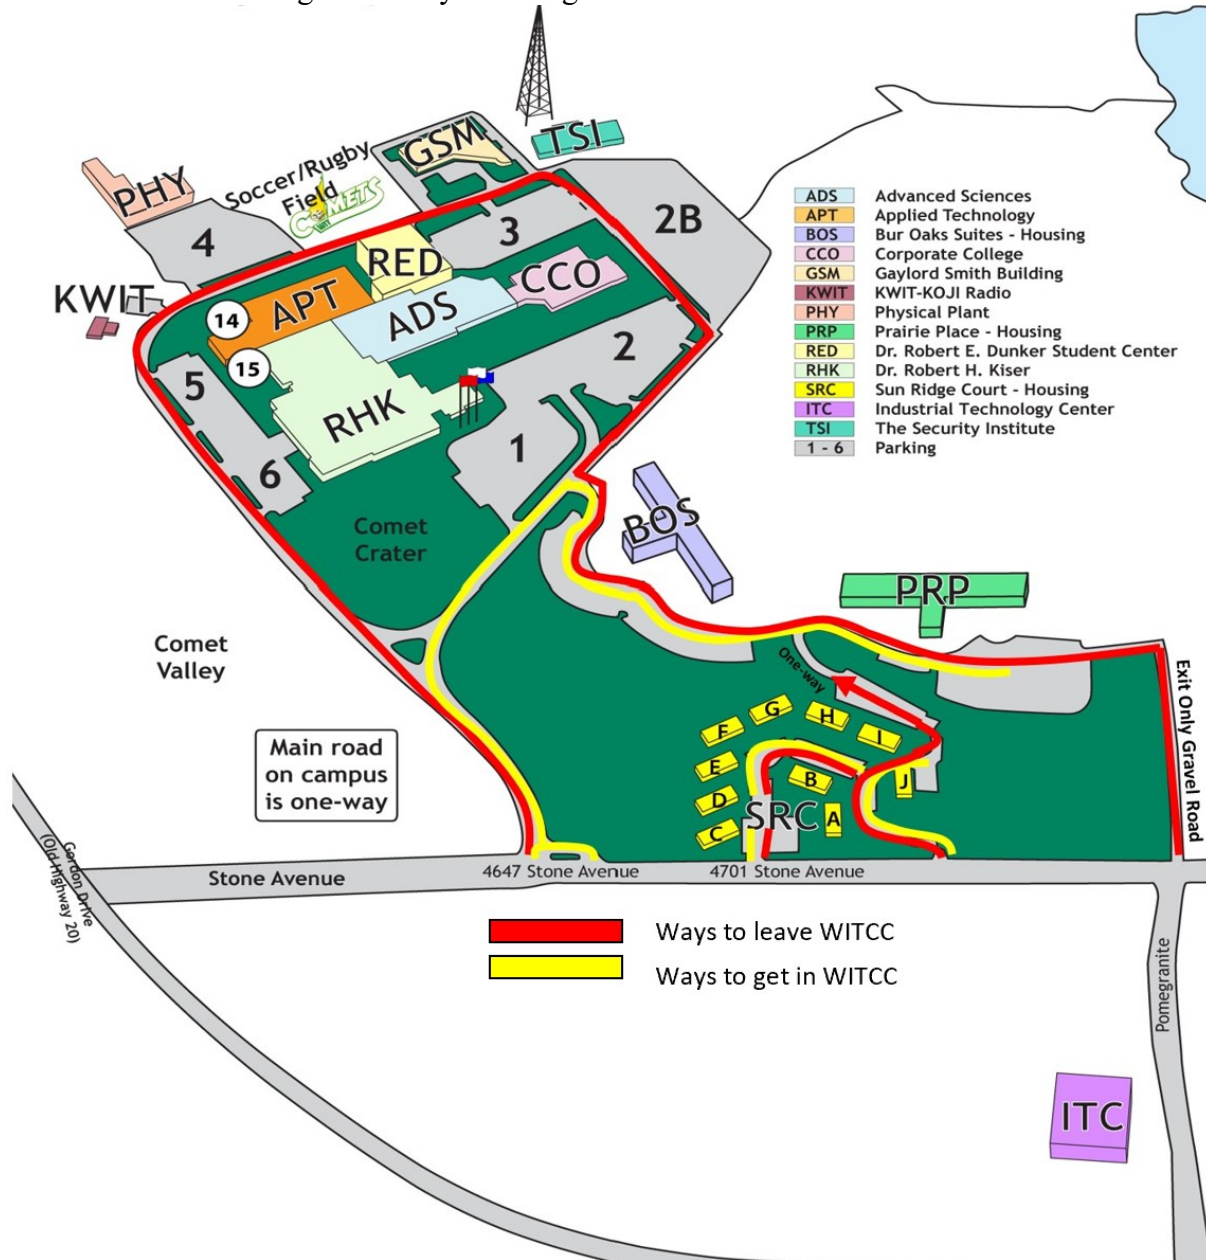 GSM
TSI
PHY
Soccer/Rugby
Field
COMETS
4
3
2B
RED
CCO
KWIT
APT
ADS
14
15
2
5
RHK
1
6
Comet
Crater
BOS
PRP
Comet
Valley
ADS Advanced Sciences
APT Applied Technology
BOS Bur Oaks Suites - Housing
CCO Corporate College
GSM Gaylord Smith Building
KWIT KWIT-KOJI Radio
PHY Physical Plant
PRP Prairie Place - Housing
RED Dr. Robert E. Dunker Student Center
RHK Dr. Robert H. Kiser
SRC Sun Ridge Court - Housing
ITC Industrial Technology Center
TSI The Security Institute
1 - 6 Parking
One-way
Exit Only Gravel Road
Main road
on campus
is one-way
G
H
F
I
E
B
J
D
SRC
A
C
Gordon Drive
(Old Highway 20)
Stone Avenue
4647 Stone Avenue
4701 Stone Avenue
Ways to leave WITCC
Ways to get in WITCC
Pomegranite
ITC